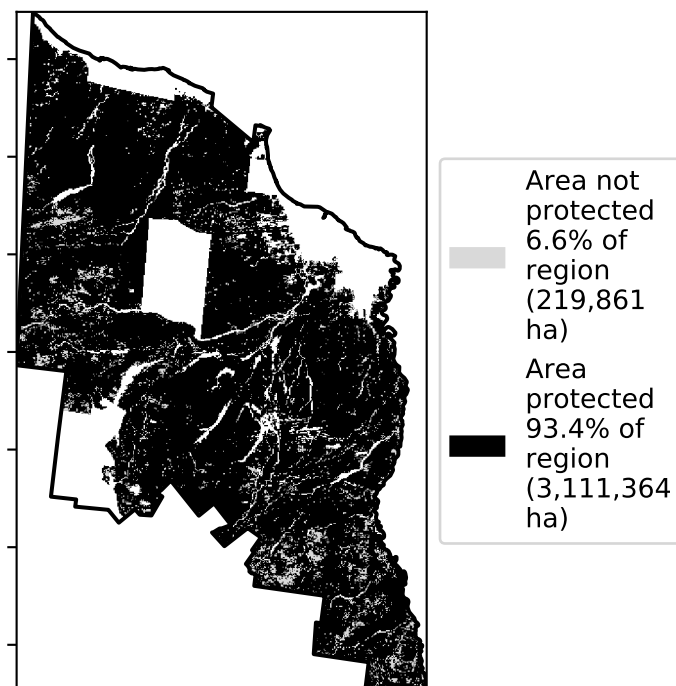 Area not
protected
6.6% of
region
(219,861
ha)
Area
protected
93.4% of
region
(3,111,364
ha)